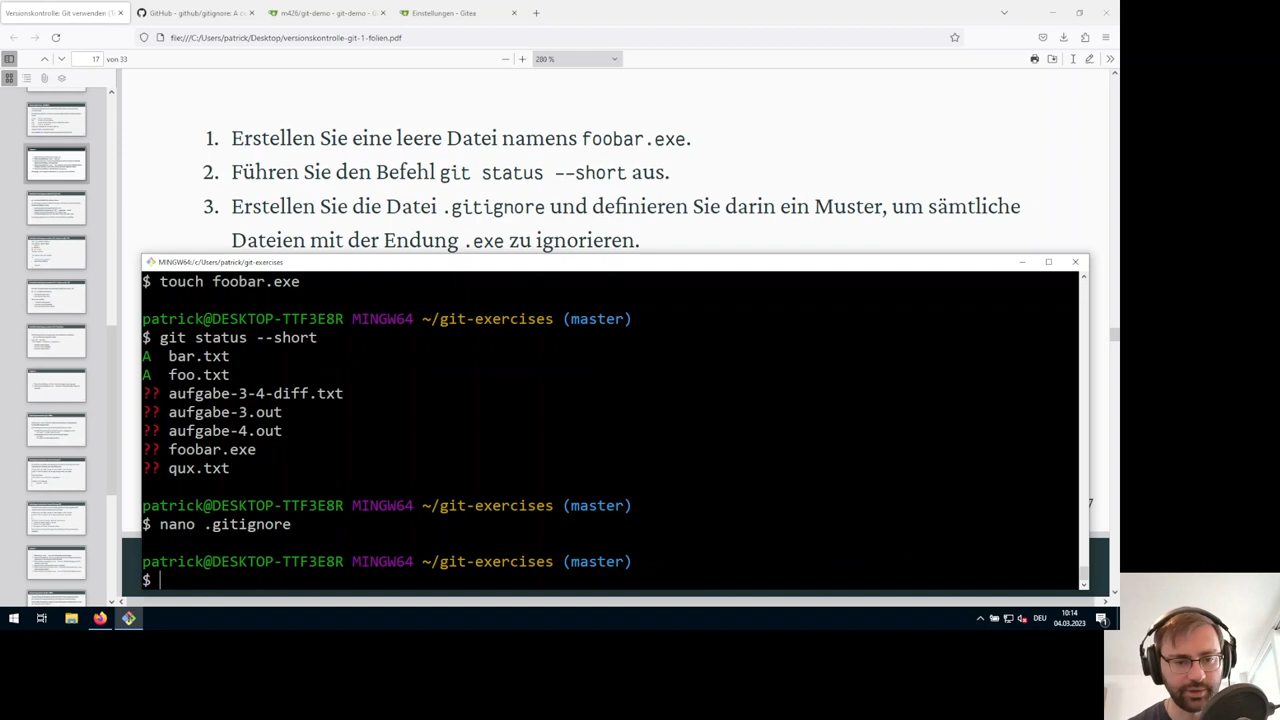 Versionskontrolle: Git verwenden (T
GitHub - github/gitignore: A co
m426/git-demo - git-demo - G
Einstellungen - Gitea
file:///C:/Users/patrick/Desktop/versionskontrolle-git-1-folien.pdf
17 von 33
280 %
1. Erstellen Sie eine leere Datei namens foobar.exe.
2. Führen Sie den Befehl git status --short aus.
3. Erstellen Sie die Datei .gitignore und definieren Sie darin ein Muster, um sämtliche
Dateien mit der Endung .exe zu ignorieren.
MINGW64:/c/Users/patrick/git-exercises
$ touch foobar.exe
patrick@DESKTOP-TTF3E8R MINGW64 ~/git-exercises (master)
$ git status --short
A bar.txt
A foo.txt
?? aufgabe-3-4-diff.txt
?? aufgabe-3.out
?? aufgabe-4.out
?? foobar.exe
?? qux.txt
patrick@DESKTOP-TTF3E8R MINGW64 ~/git-exercises (master)
$ nano .gitignore
patrick@DESKTOP-TTF3E8R MINGW64 ~/git-exercises (master)
$
DEU
10:14
04.03.2023